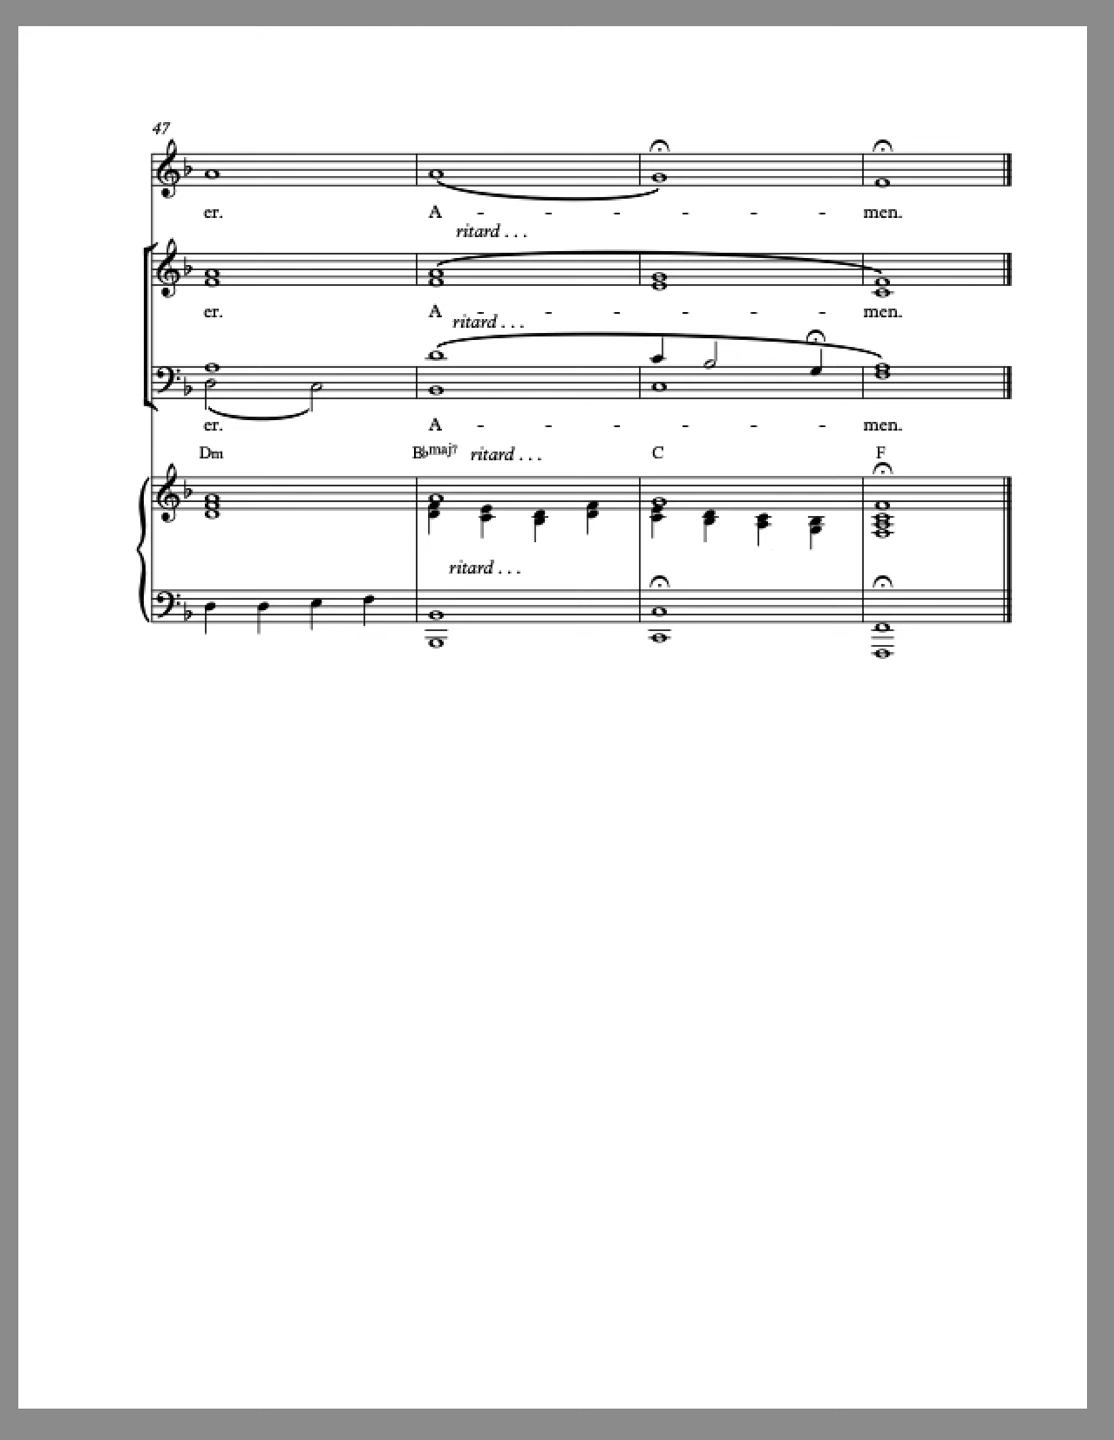 47
er. A - - - - - - men.
ritard . . .
er. A - - - - - - men.
ritard . . .
er. A - - - - - - men.
Dm B♭maj7 ritard . . . C F
ritard . . .